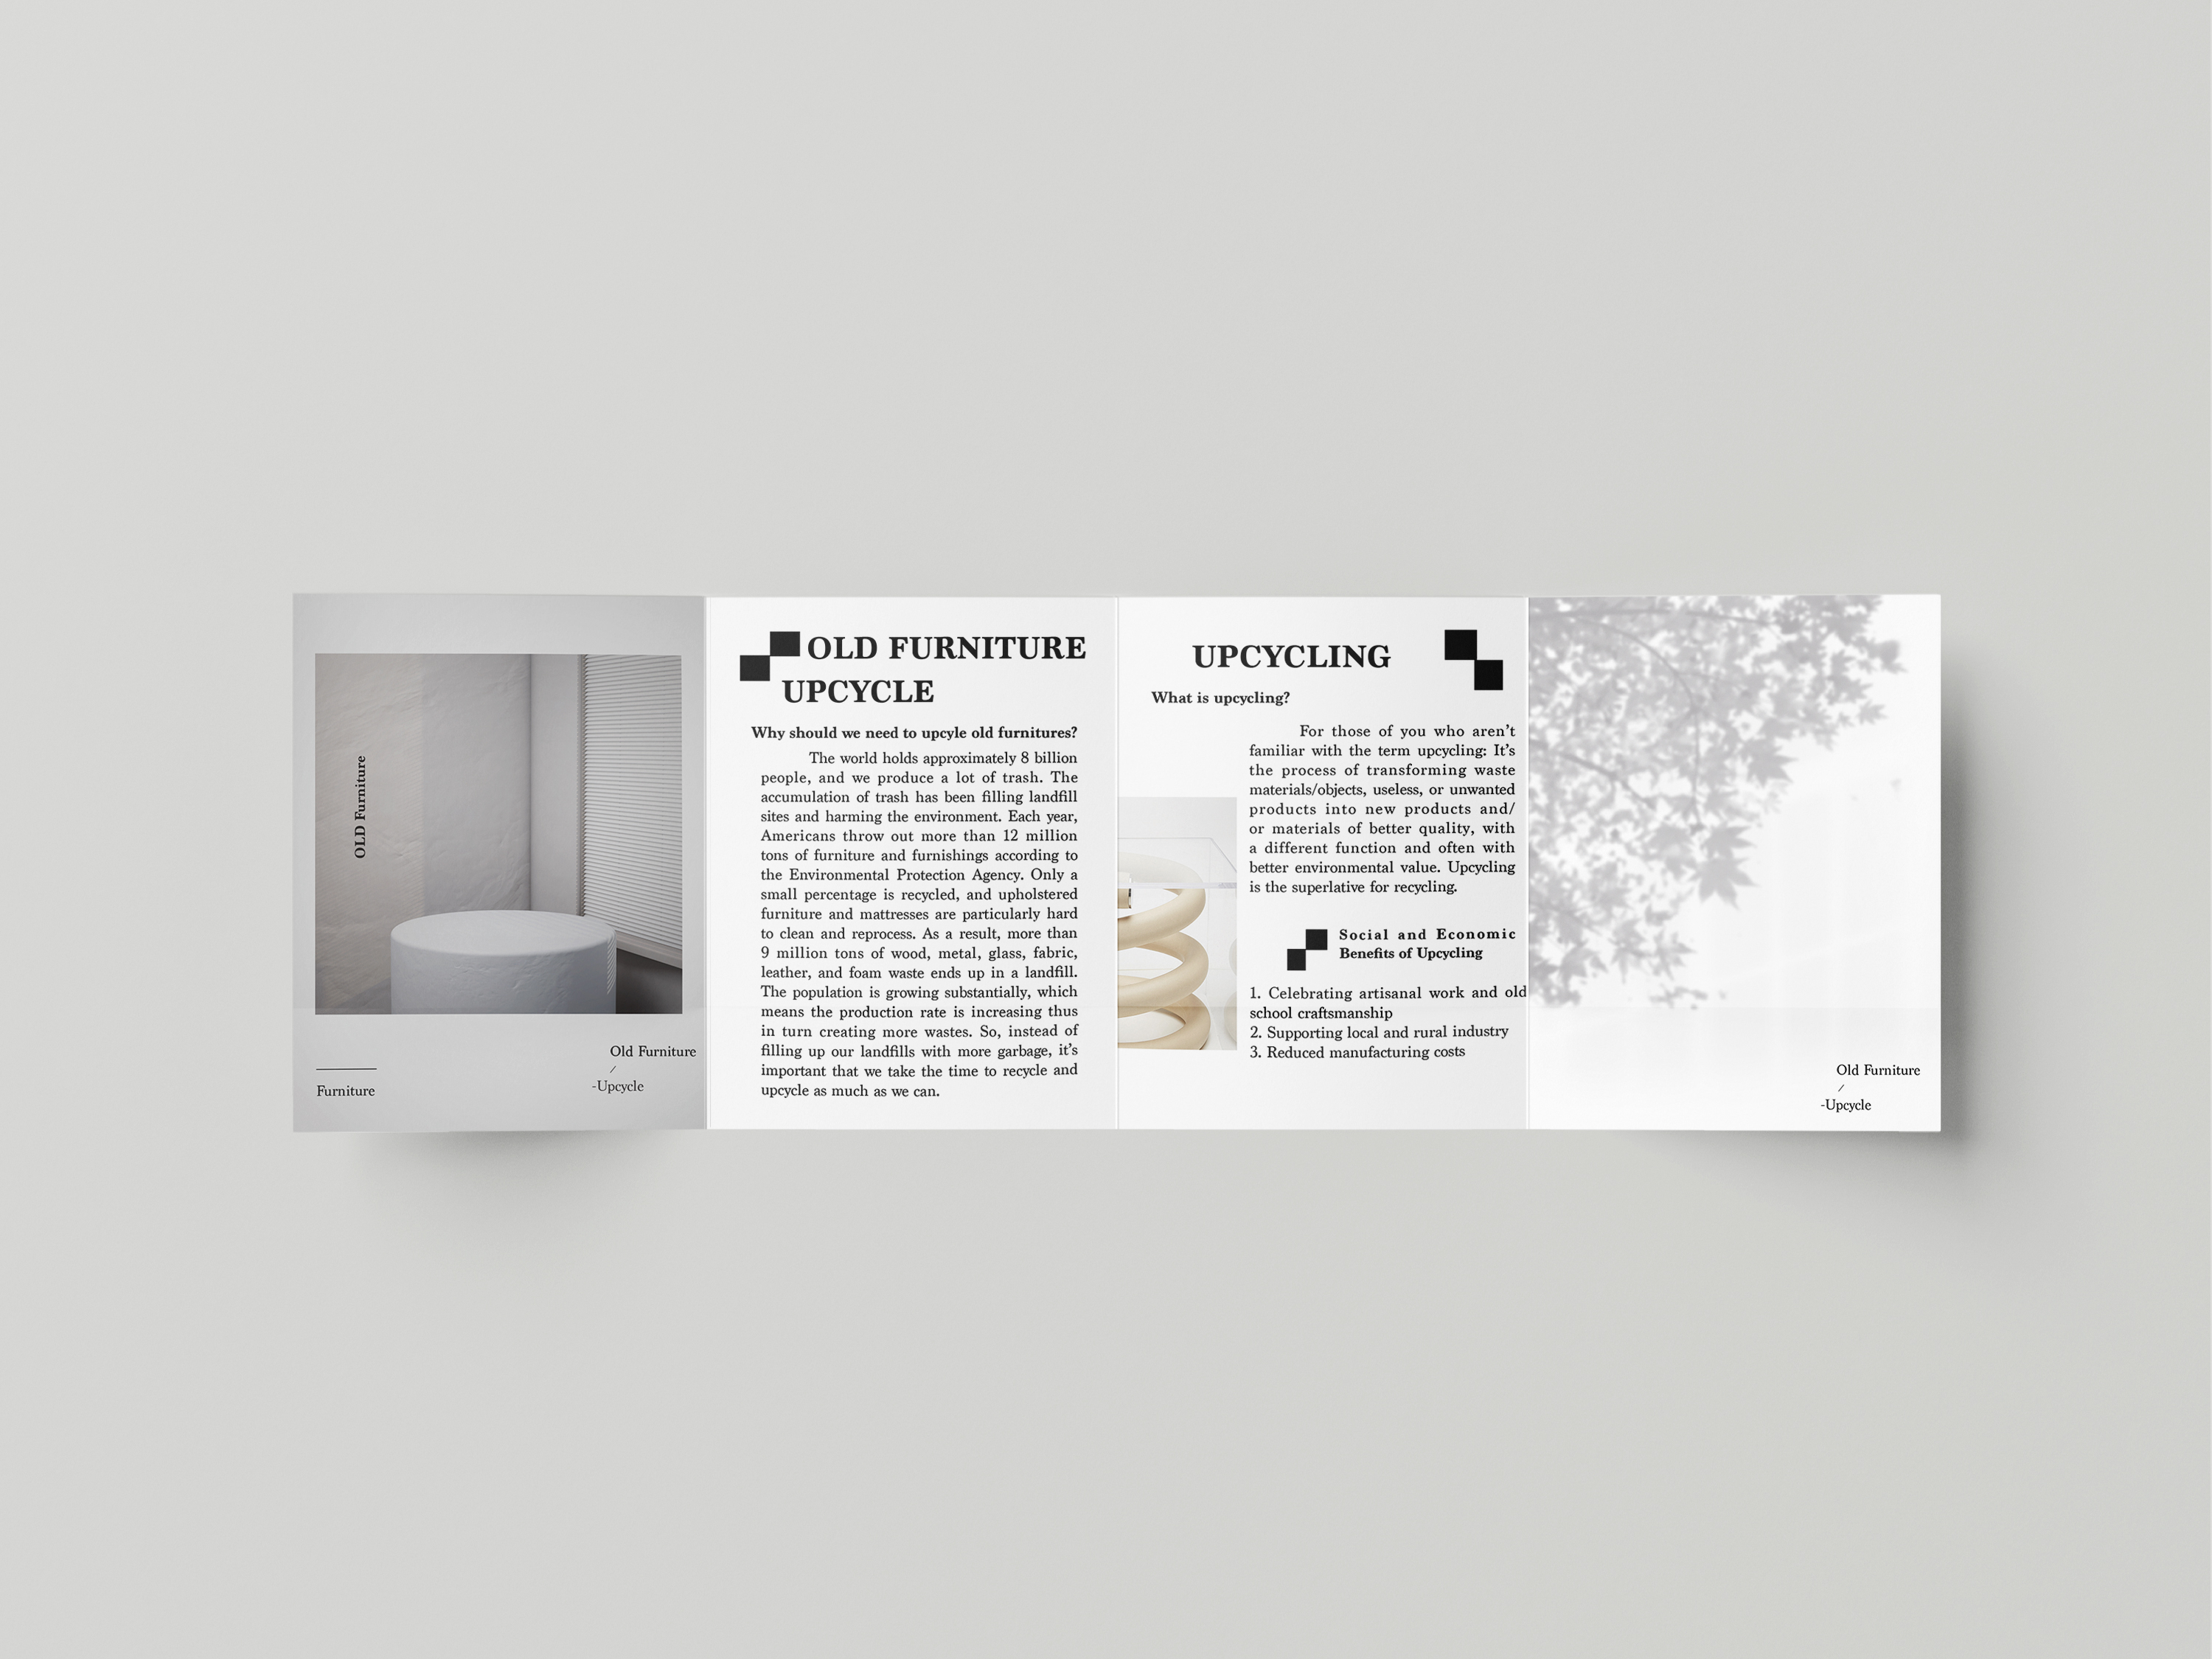 OLD Furniture
Old Furniture
/
-Upcycle
Furniture
OLD FURNITURE
UPCYCLE
Why should we need to upcyle old furnitures?
The world holds approximately 8 billion
people, and we produce a lot of trash. The
accumulation of trash has been filling landfill
sites and harming the environment. Each year,
Americans throw out more than 12 million
tons of furniture and furnishings according to
the Environmental Protection Agency. Only a
small percentage is recycled, and upholstered
furniture and mattresses are particularly hard
to clean and reprocess. As a result, more than
9 million tons of wood, metal, glass, fabric,
leather, and foam waste ends up in a landfill.
The population is growing substantially, which
means the production rate is increasing thus
in turn creating more wastes. So, instead of
filling up our landfills with more garbage, it's
important that we take the time to recycle and
upcycle as much as we can.
UPCYCLING
What is upcycling?
For those of you who aren't
familiar with the term upcycling: It's
the process of transforming waste
materials/objects, useless, or unwanted
products into new products and/
or materials of better quality, with
a different function and often with
better environmental value. Upcycling
is the superlative for recycling.
Social and Economic
Benefits of Upcycling
1. Celebrating artisanal work and old
school craftsmanship
2. Supporting local and rural industry
3. Reduced manufacturing costs
Old Furniture
/
-Upcycle